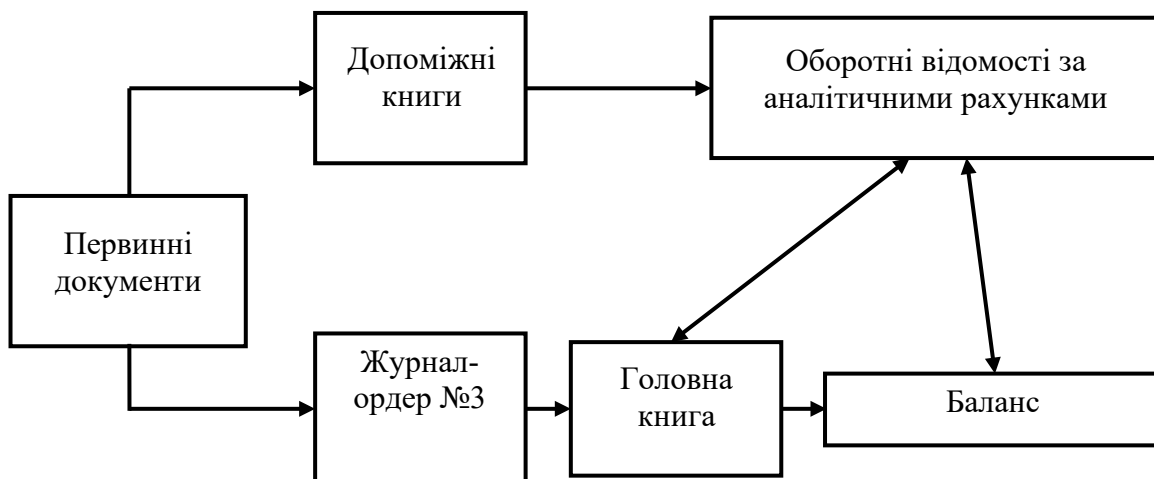 Допоміжні
книги
Оборотні відомості за
аналітичними рахунками
Первинні
документи
Журнал-
ордер №3
Головна
книга
Баланс